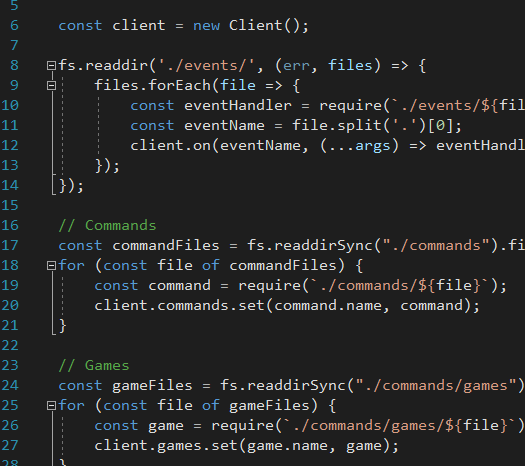 5
6 const client = new Client();
7
8 fs.readdir('./events/', (err, files) => {
9 files.forEach(file => {
10 const eventHandler = require(`./events/${fil
11 const eventName = file.split('.')[0];
12 client.on(eventName, (...args) => eventHandl
13 });
14 });
15
16 // Commands
17 const commandFiles = fs.readdirSync("./commands").fi
18 for (const file of commandFiles) {
19 const command = require(`./commands/${file}`);
20 client.commands.set(command.name, command);
21 }
22
23 // Games
24 const gameFiles = fs.readdirSync("./commands/games")
25 for (const file of gameFiles) {
26 const game = require(`./commands/games/${file}`)
27 client.games.set(game.name, game);
28 }